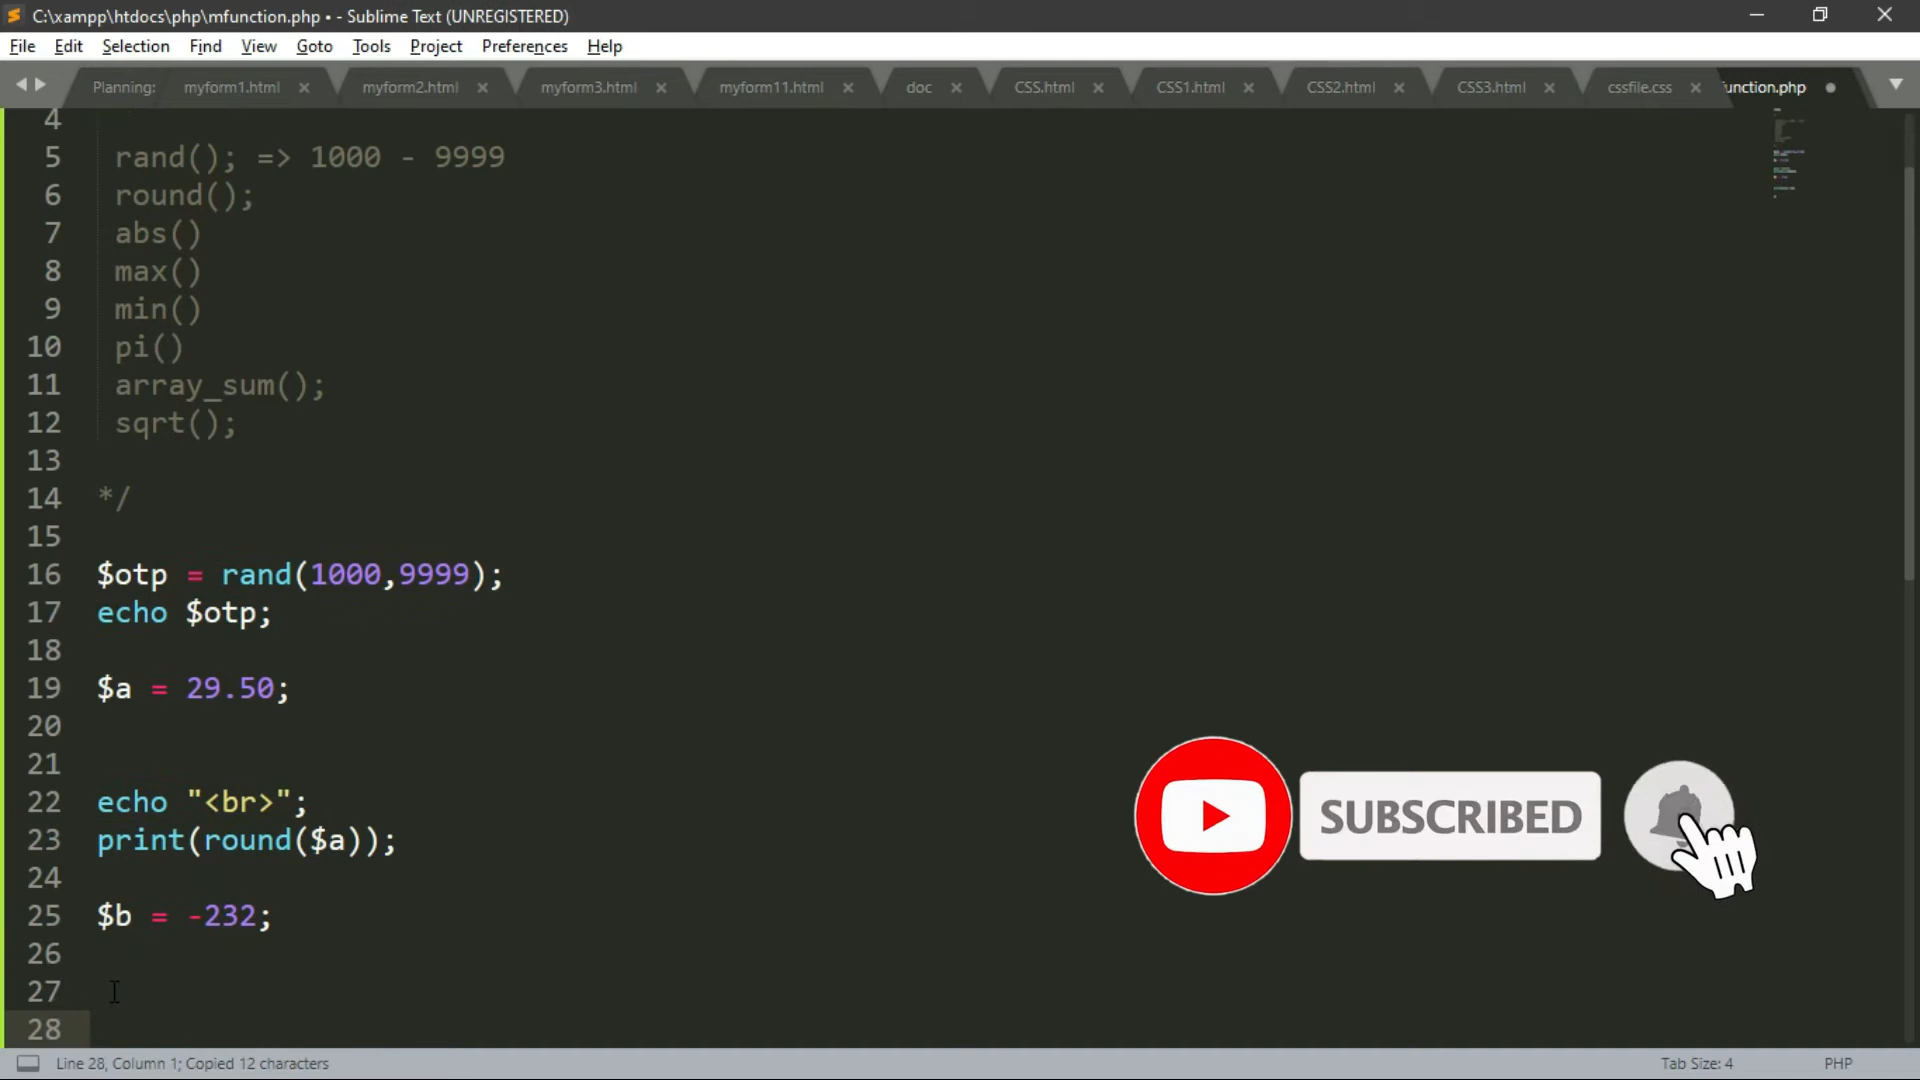 C:\xampp\htdocs\php\mfunction.php • - Sublime Text (UNREGISTERED)
File Edit Selection Find View Goto Tools Project Preferences Help
Planning: myform1.html myform2.html myform3.html myform11.html doc CSS.html CSS1.html CSS2.html CSS3.html cssfile.css unction.php
4
5 rand(); => 1000 - 9999
6 round();
7 abs()
8 max()
9 min()
10 pi()
11 array_sum();
12 sqrt();
13
14 */
15
16 $otp = rand(1000,9999);
17 echo $otp;
18
19 $a = 29.50;
20
21
22 echo "<br>";
23 print(round($a));
24
25 $b = -232;
26
27
28
SUBSCRIBED
Line 28, Column 1; Copied 12 characters
Tab Size: 4 PHP